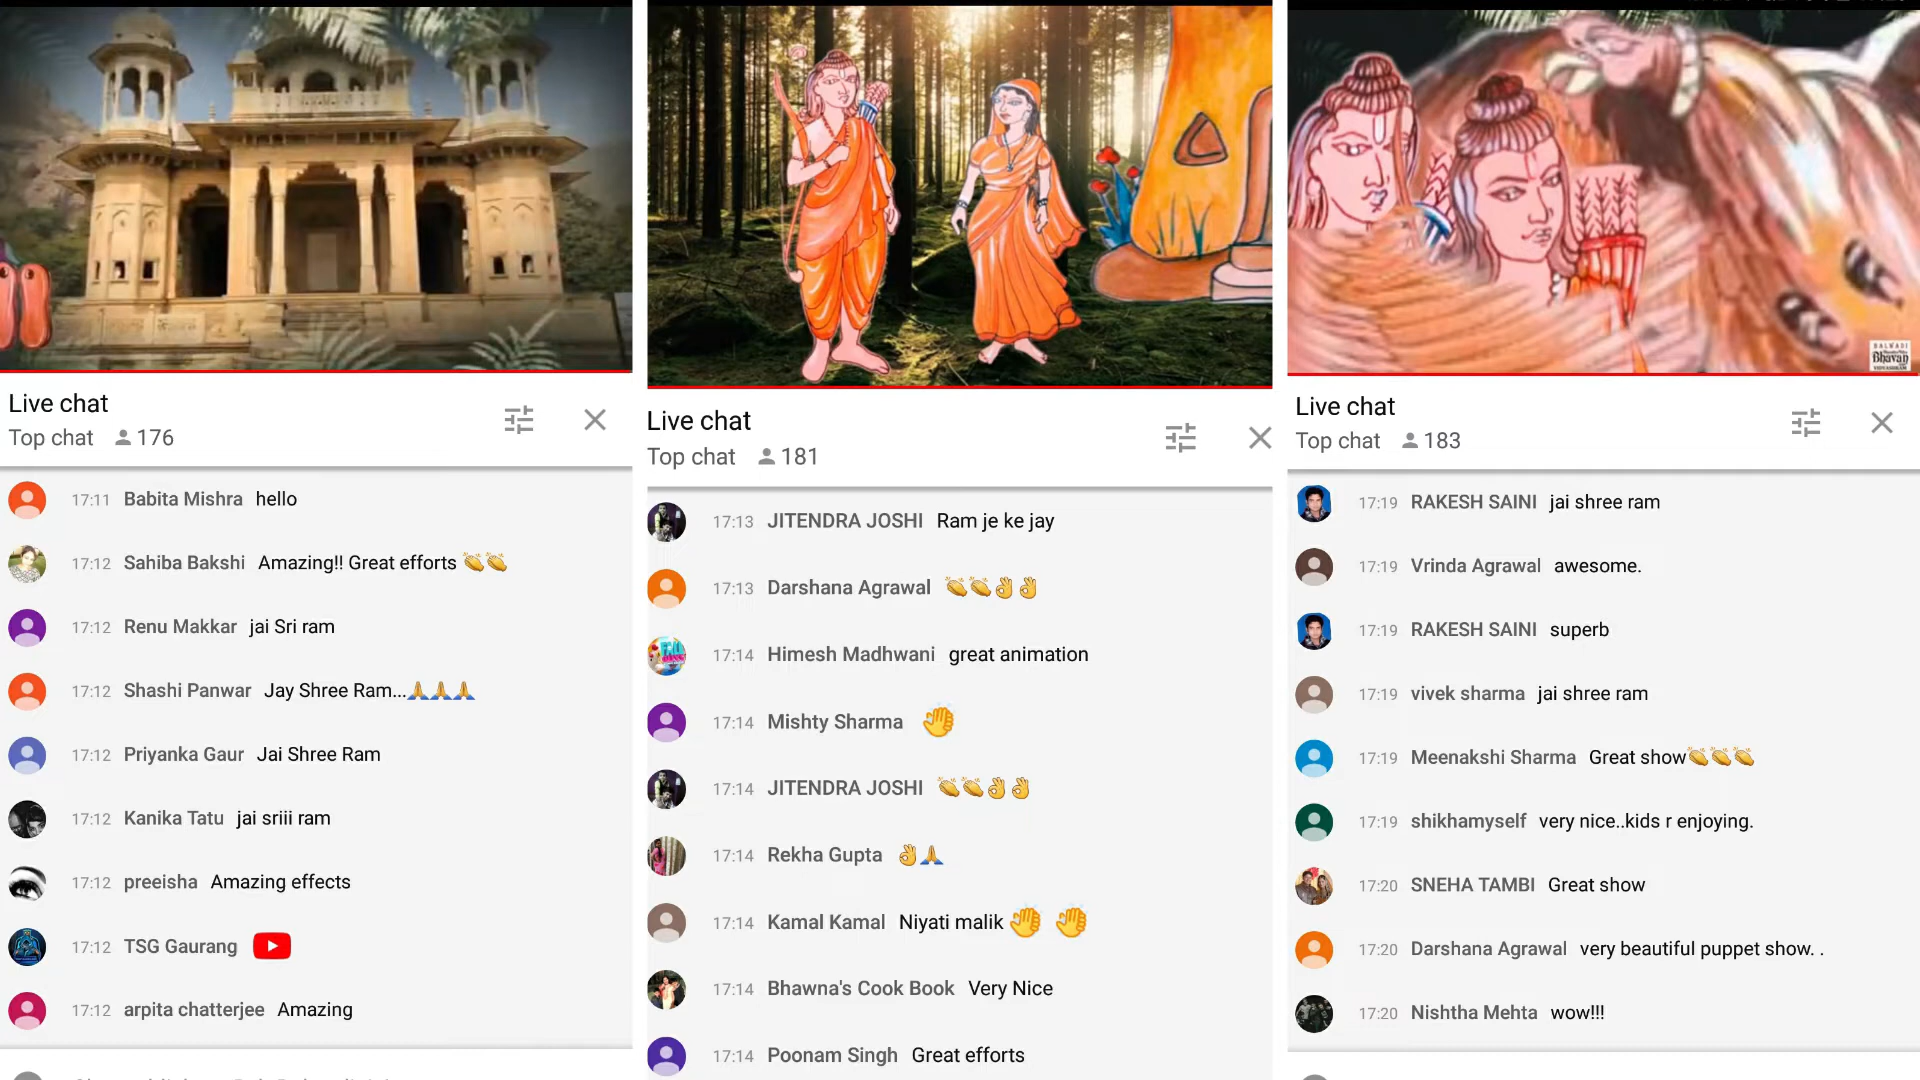 Live chat
Top chat 176
17:11 Babita Mishra hello
17:12 Sahiba Bakshi Amazing!! Great efforts 👏👏
17:12 Renu Makkar jai Sri ram
17:12 Shashi Panwar Jay Shree Ram...🙏🙏🙏
17:12 Priyanka Gaur Jai Shree Ram
17:12 Kanika Tatu jai sriii ram
17:12 preeisha Amazing effects
17:12 TSG Gaurang
17:12 arpita chatterjee Amazing
Live chat
Top chat 181
17:13 JITENDRA JOSHI Ram je ke jay
17:13 Darshana Agrawal 👏👏👌👌
17:14 Himesh Madhwani great animation
17:14 Mishty Sharma 👋
17:14 JITENDRA JOSHI 👏👏👌👌
17:14 Rekha Gupta 👌🙏
17:14 Kamal Kamal Niyati malik 👋 👋
17:14 Bhawna's Cook Book Very Nice
17:14 Poonam Singh Great efforts
BALWADI
Bhavan
VIDYASHRAM
Live chat
Top chat 183
17:19 RAKESH SAINI jai shree ram
17:19 Vrinda Agrawal awesome.
17:19 RAKESH SAINI superb
17:19 vivek sharma jai shree ram
17:19 Meenakshi Sharma Great show👏👏👏
17:19 shikhamyself very nice..kids r enjoying.
17:20 SNEHA TAMBI Great show
17:20 Darshana Agrawal very beautiful puppet show. .
17:20 Nishtha Mehta wow!!!